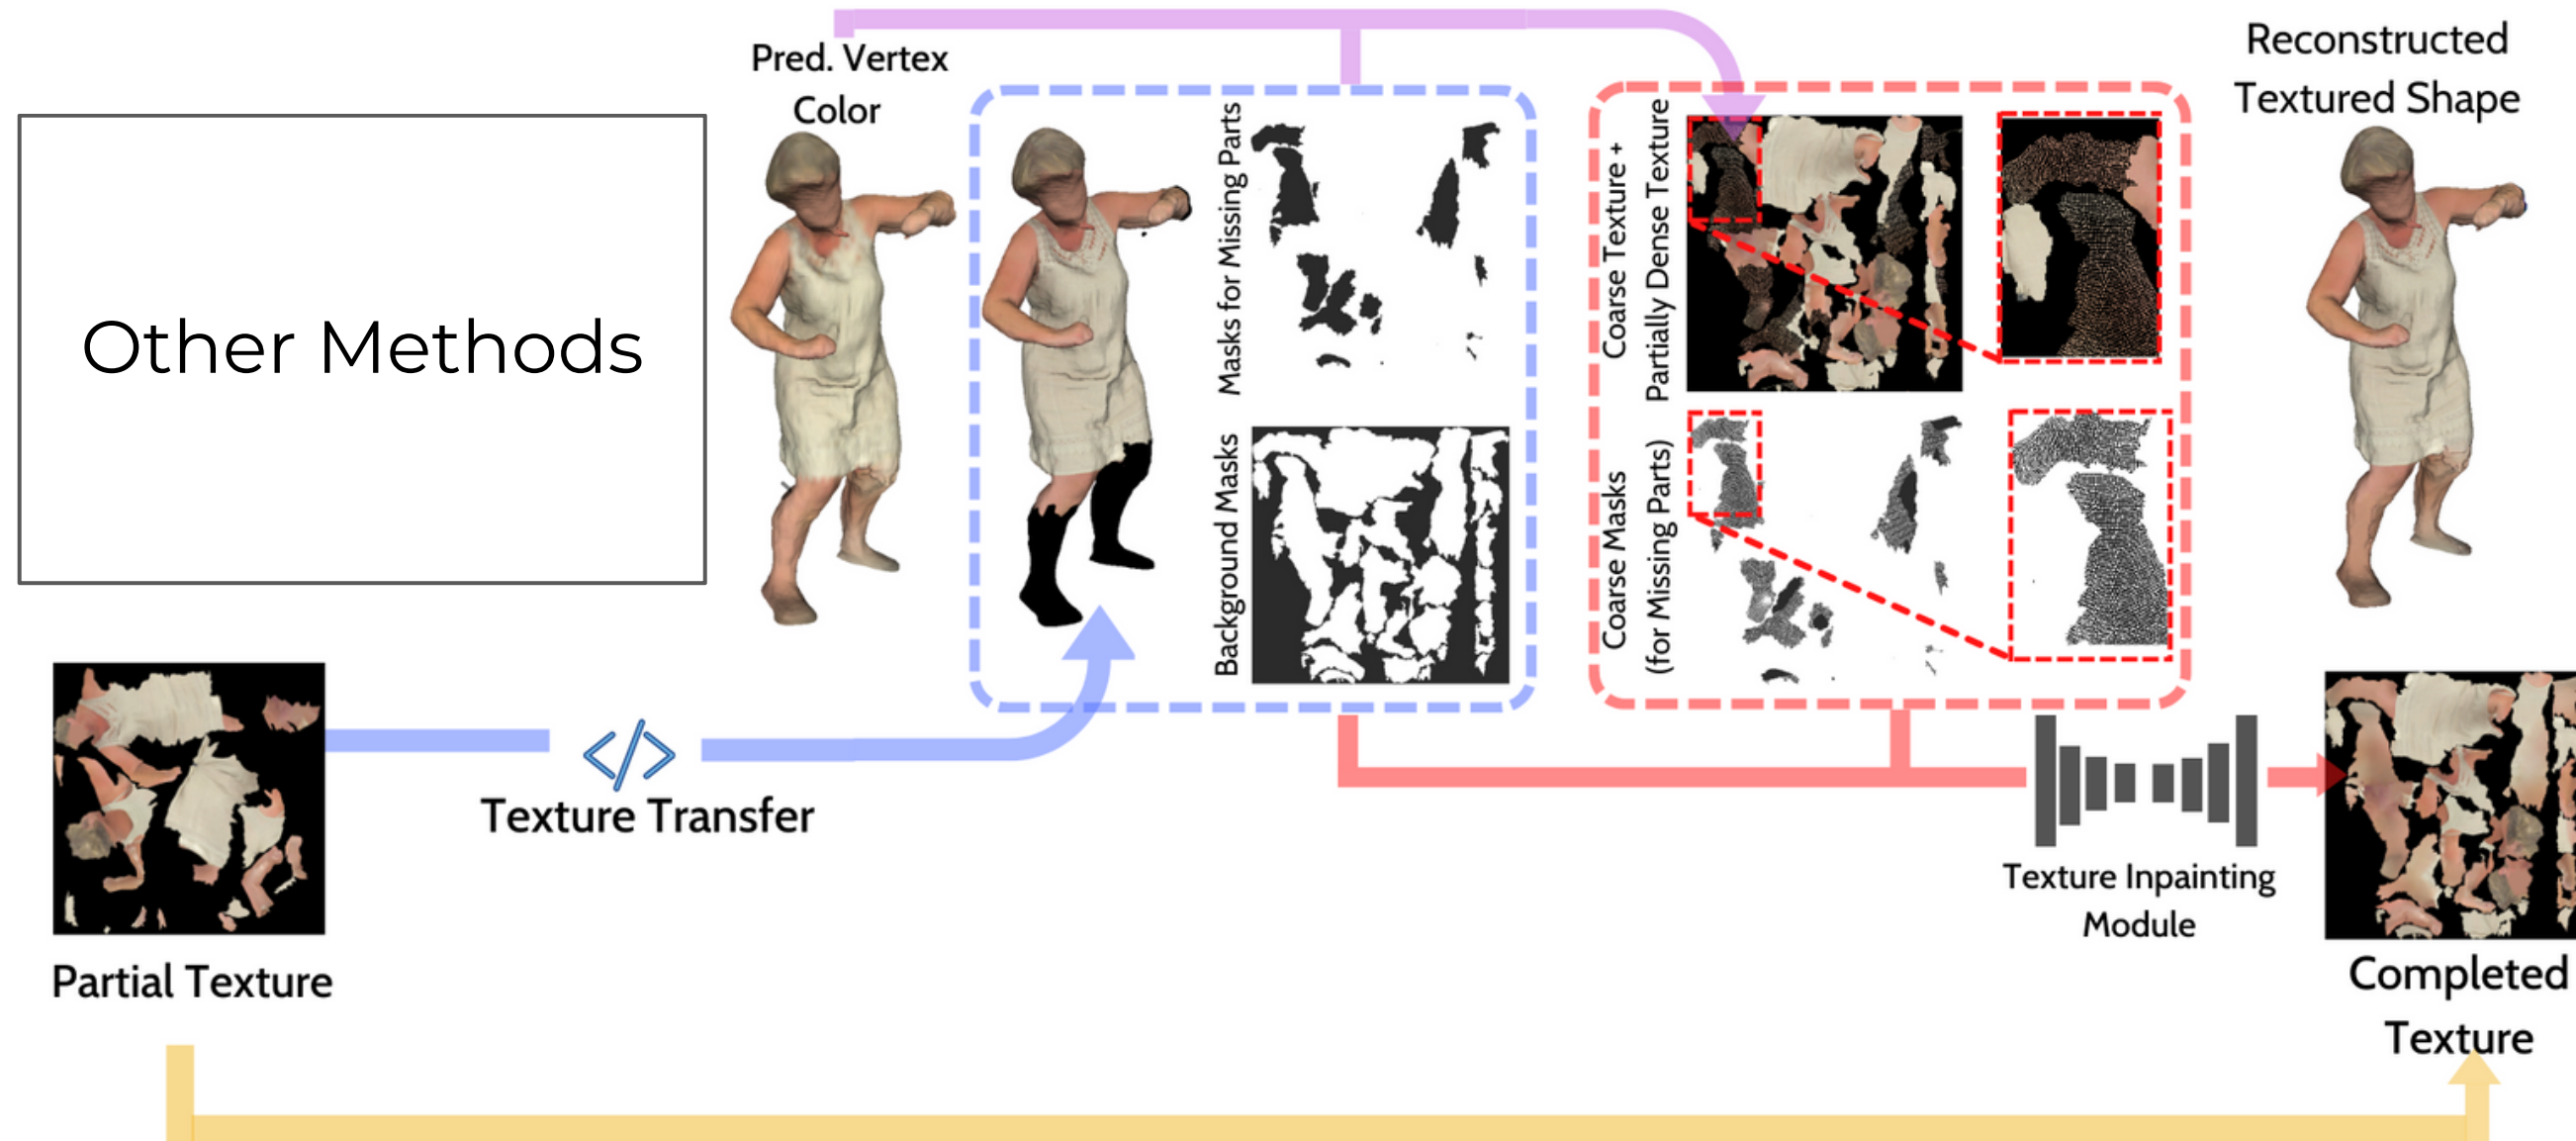 Pred. Vertex
Color
Reconstructed
Textured Shape
Other Methods
Masks for Missing Parts
Background Masks
Coarse Texture +
Partially Dense Texture
Coarse Masks
(for Missing Parts)
</>
Texture Transfer
Partial Texture
Texture Inpainting
Module
Completed
Texture